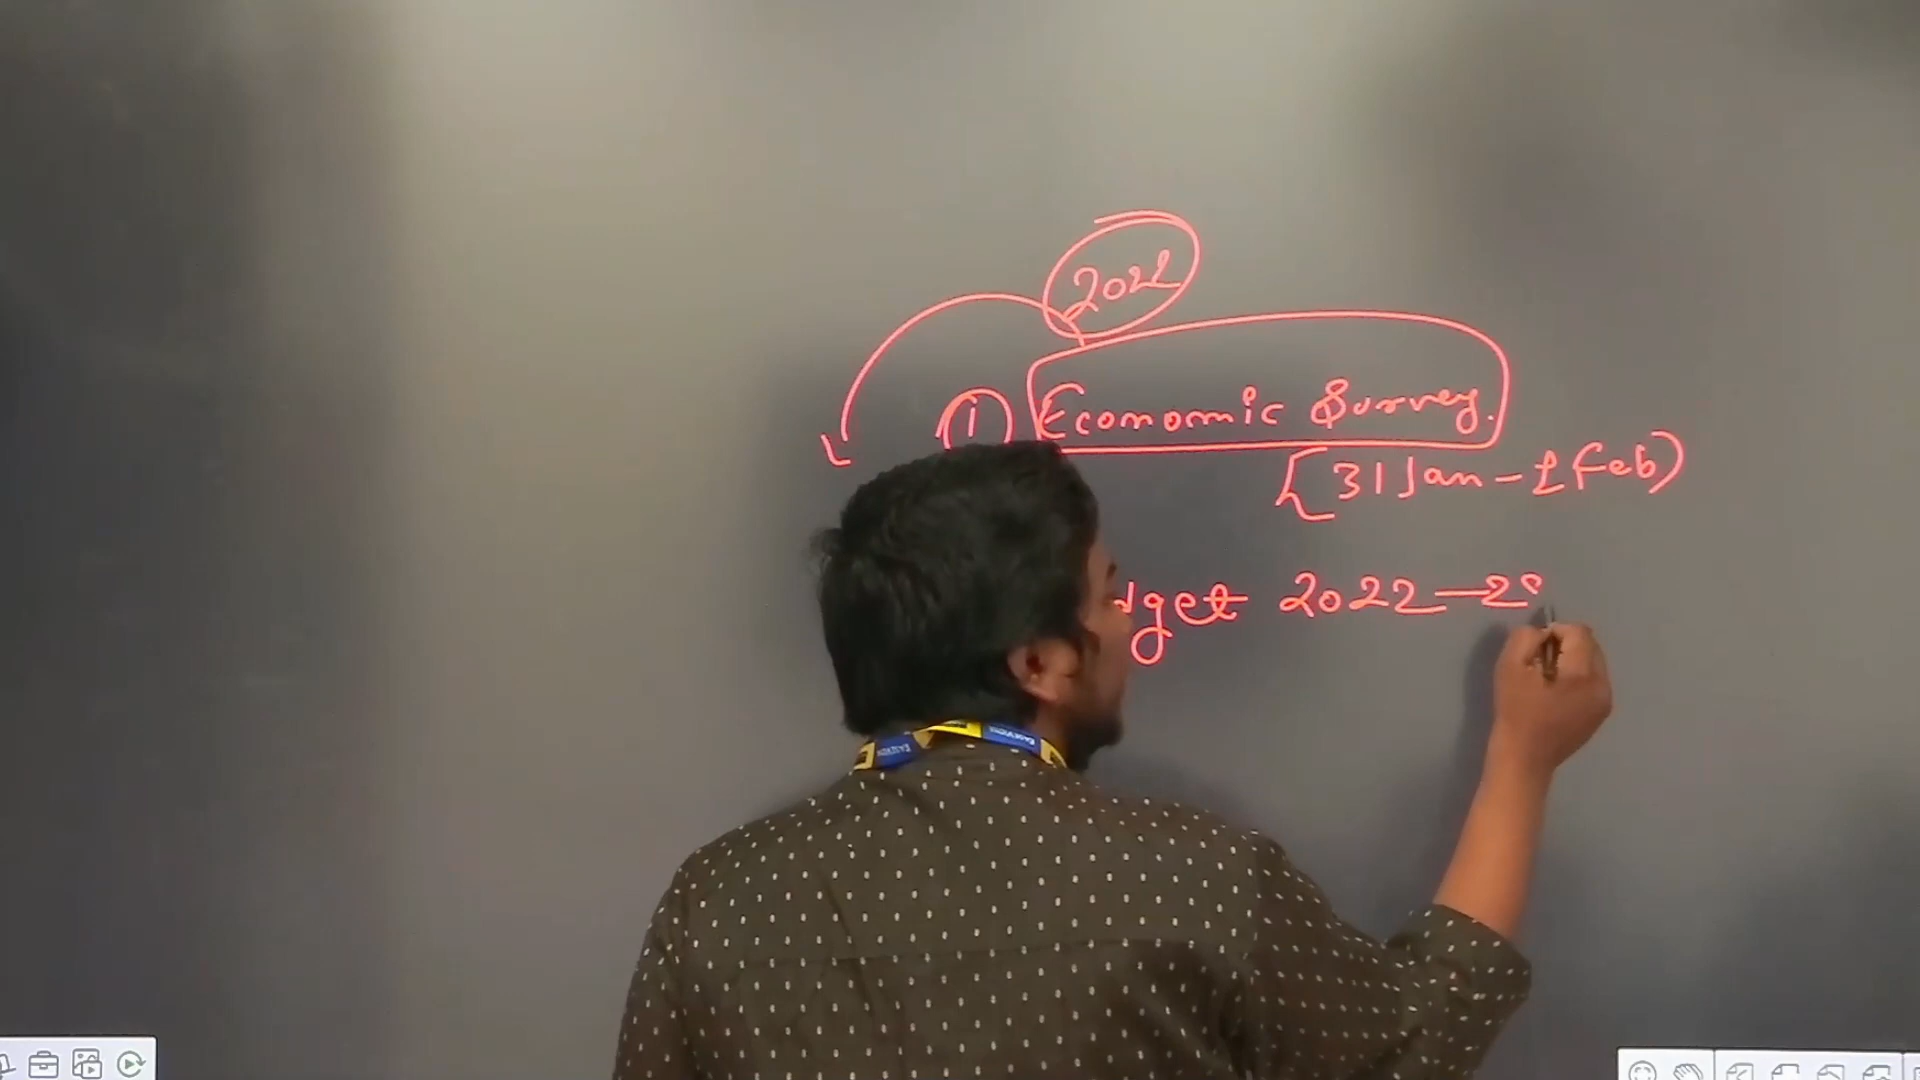 2022
1 Economic Survey.
[31 Jan - 1 Feb)
dget 2022-2